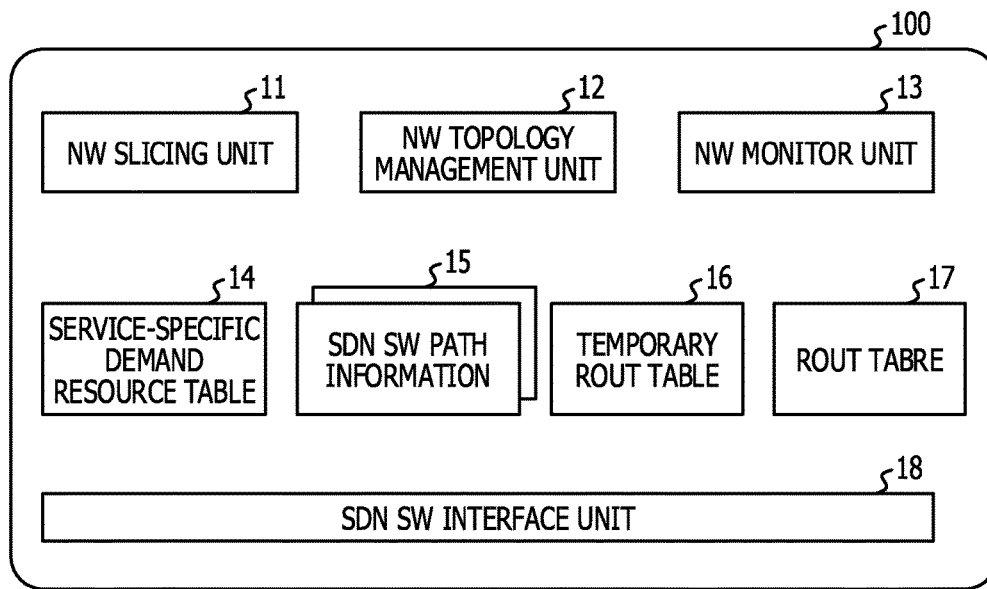 100
11
12
13
NW SLICING UNIT
NW TOPOLOGY
MANAGEMENT UNIT
NW MONITOR UNIT
14
15
16
17
SERVICE-SPECIFIC
DEMAND
RESOURCE TABLE
SDN SW PATH
INFORMATION
TEMPORARY
ROUT TABLE
ROUT TABRE
18
SDN SW INTERFACE UNIT